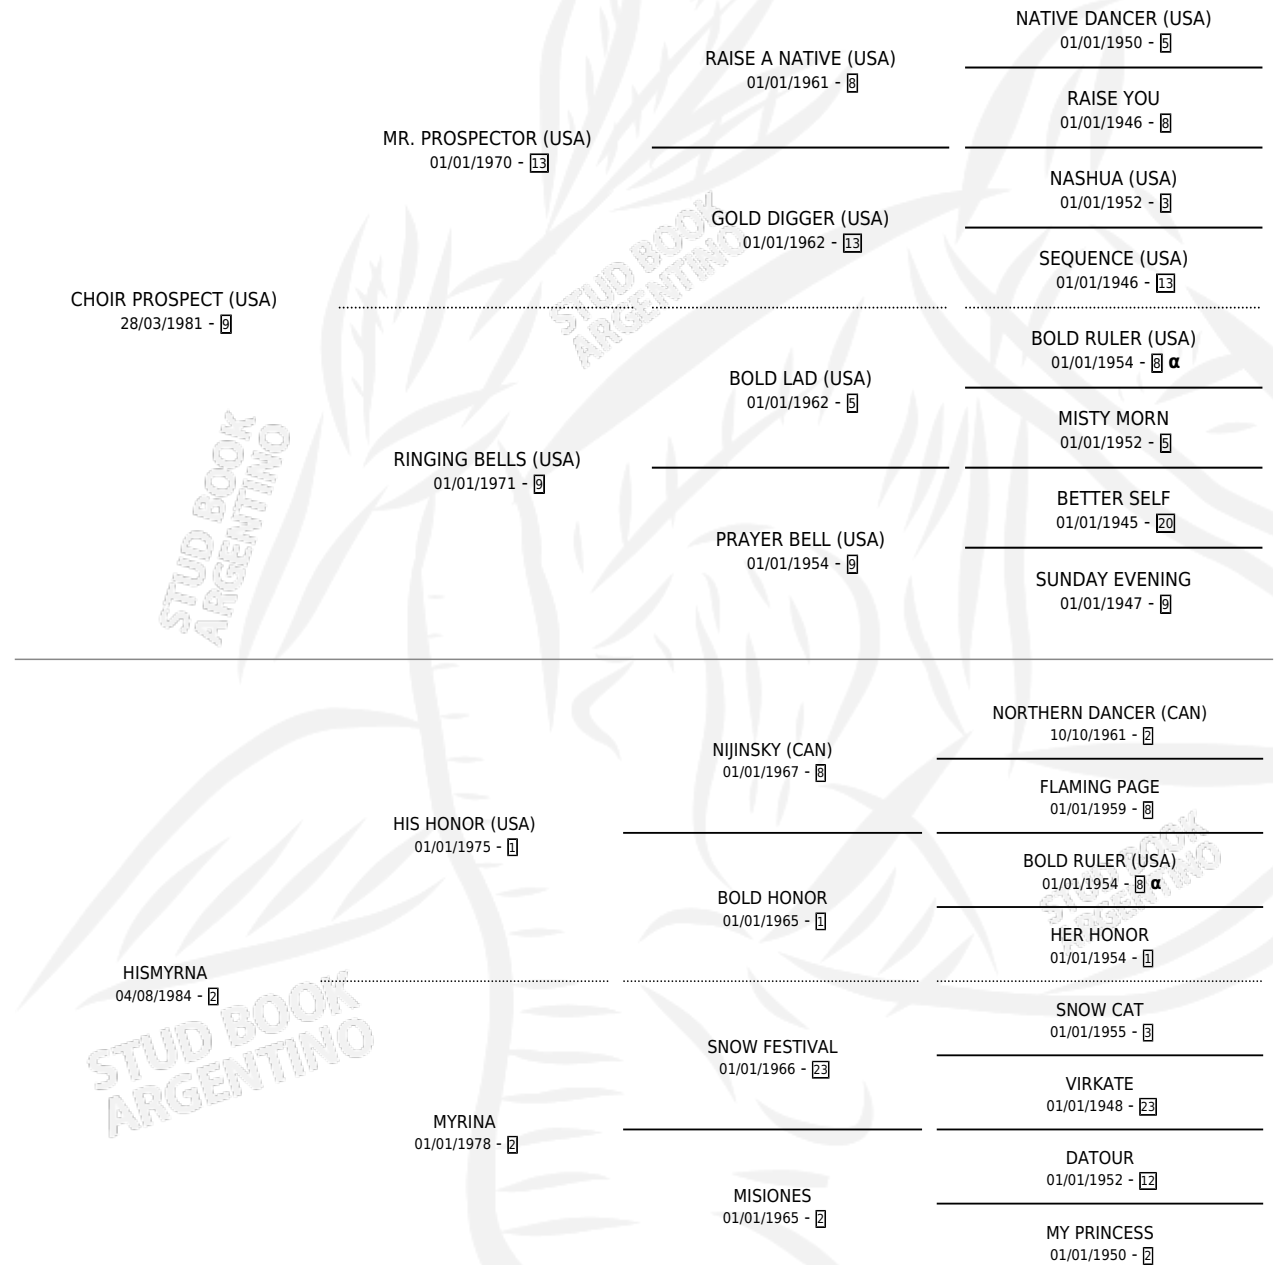 NATIVE DANCER (USA)
01/01/1950 - 5
RAISE A NATIVE (USA)
01/01/1961 - 8
RAISE YOU
01/01/1946 - 8
MR. PROSPECTOR (USA)
01/01/1970 - 13
NASHUA (USA)
01/01/1952 - 3
GOLD DIGGER (USA)
01/01/1962 - 13
SEQUENCE (USA)
01/01/1946 - 13
STUD BOOK
ARGENTINO
CHOIR PROSPECT (USA)
28/03/1981 - 9
BOLD RULER (USA)
01/01/1954 - 8 α
BOLD LAD (USA)
01/01/1962 - 5
MISTY MORN
01/01/1952 - 5
RINGING BELLS (USA)
01/01/1971 - 9
BETTER SELF
01/01/1945 - 20
PRAYER BELL (USA)
01/01/1954 - 9
SUNDAY EVENING
01/01/1947 - 9
STUD BOOK
ARGENTINO
NORTHERN DANCER (CAN)
10/10/1961 - 2
NIJINSKY (CAN)
01/01/1967 - 8
FLAMING PAGE
01/01/1959 - 8
HIS HONOR (USA)
01/01/1975 - 1
BOLD RULER (USA)
01/01/1954 - 8 α
BOLD HONOR
01/01/1965 - 1
HER HONOR
01/01/1954 - 1
STUD BOOK
ARGENTINO
HISMYRNA
04/08/1984 - 2
SNOW CAT
01/01/1955 - 3
SNOW FESTIVAL
01/01/1966 - 23
VIRKATE
01/01/1948 - 23
MYRINA
01/01/1978 - 2
DATOUR
01/01/1952 - 12
MISIONES
01/01/1965 - 2
MY PRINCESS
01/01/1950 - 2
STUD BOOK
ARGENTINO